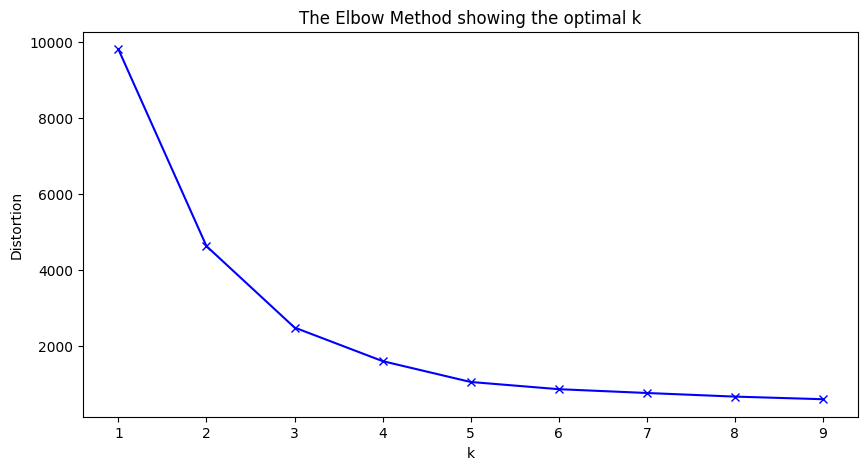 The Elbow Method showing the optimal k
10000
8000
6000
4000
2000
Distortion
1 2 3 4 5 6 7 8 9
k